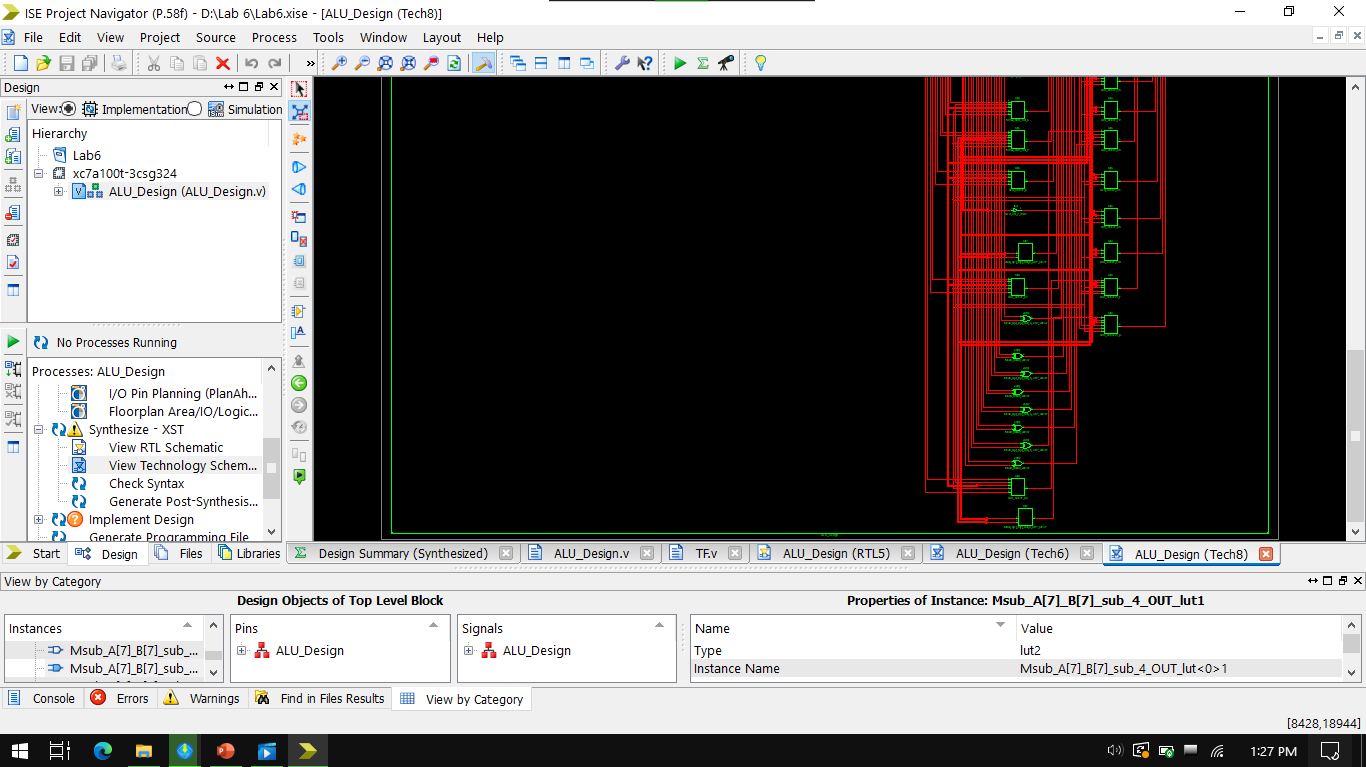 ISE Project Navigator (P.58f) - D:\Lab 6\Lab6.xise - [ALU_Design (Tech8)]
File Edit View Project Source Process Tools Window Layout Help
»
Design
View: Implementation Simulation
Hierarchy
Lab6
xc7a100t-3csg324
ALU_Design (ALU_Design.v)
No Processes Running
Processes: ALU_Design
I/O Pin Planning (PlanAh...
Floorplan Area/IO/Logic...
Synthesize - XST
View RTL Schematic
View Technology Schem...
Check Syntax
Generate Post-Synthesis...
Implement Design
Generate Programming File
Start Design Files Libraries
Design Summary (Synthesized) ALU_Design.v TF.v ALU_Design (RTL5) ALU_Design (Tech6) ALU_Design (Tech8)
View by Category
Design Objects of Top Level Block Properties of Instance: Msub_A[7]_B[7]_sub_4_OUT_lut1
Instances Pins Signals Name Value
Msub_A[7]_B[7]_sub_... ALU_Design ALU_Design Type lut2
Msub_A[7]_B[7]_sub_... Instance Name Msub_A[7]_B[7]_sub_4_OUT_lut<0>1
Console Errors Warnings Find in Files Results View by Category
[8428,18944]
1:27 PM